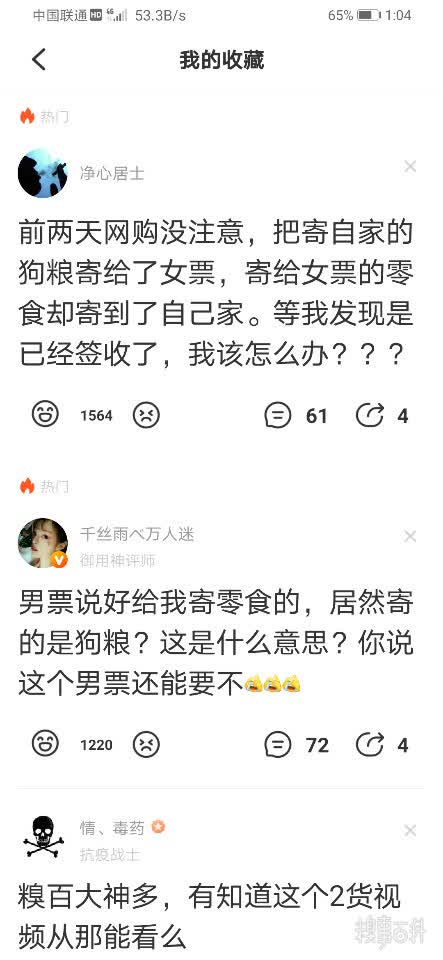 中国联通 HD 4G 53.3B/s 65% 1:04
我的收藏
热门
净心居士
前两天网购没注意，把寄自家的
狗粮寄给了女票，寄给女票的零
食却寄到了自己家。等我发现是
已经签收了，我该怎么办？？？
1564 61 4
热门
千丝雨へ万人迷
御用神评师
男票说好给我寄零食的，居然寄
的是狗粮？这是什么意思？你说
这个男票还能要不
1220 72 4
情、毒药
抗疫战士
糗百大神多，有知道这个2货视
频从那能看么
糗事百科